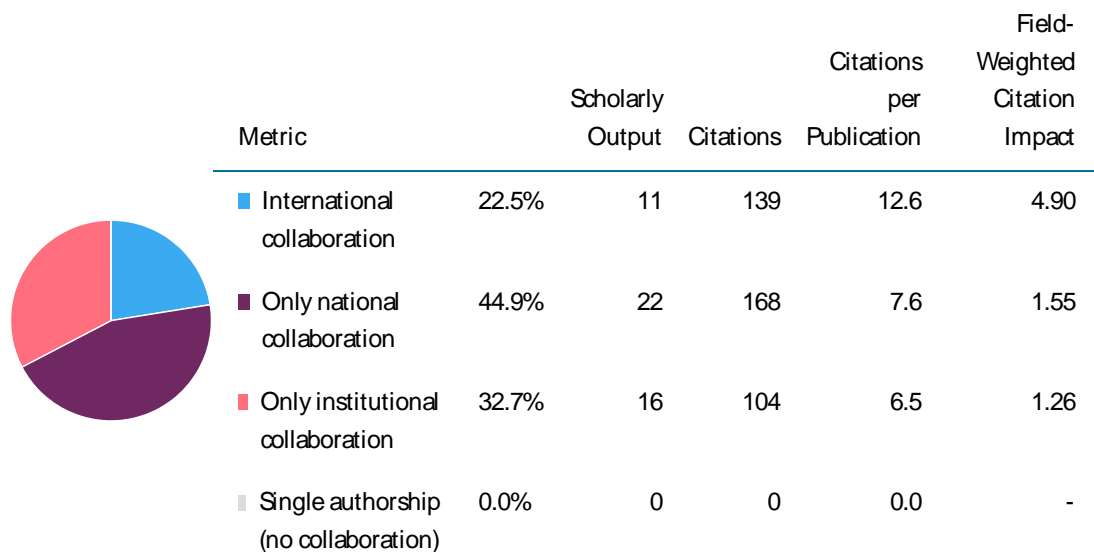 Field-
Citations Weighted
Scholarly per Citation
Metric Output Citations Publication Impact
International collaboration 22.5% 11 139 12.6 4.90
Only national collaboration 44.9% 22 168 7.6 1.55
Only institutional collaboration 32.7% 16 104 6.5 1.26
Single authorship (no collaboration) 0.0% 0 0 0.0 -